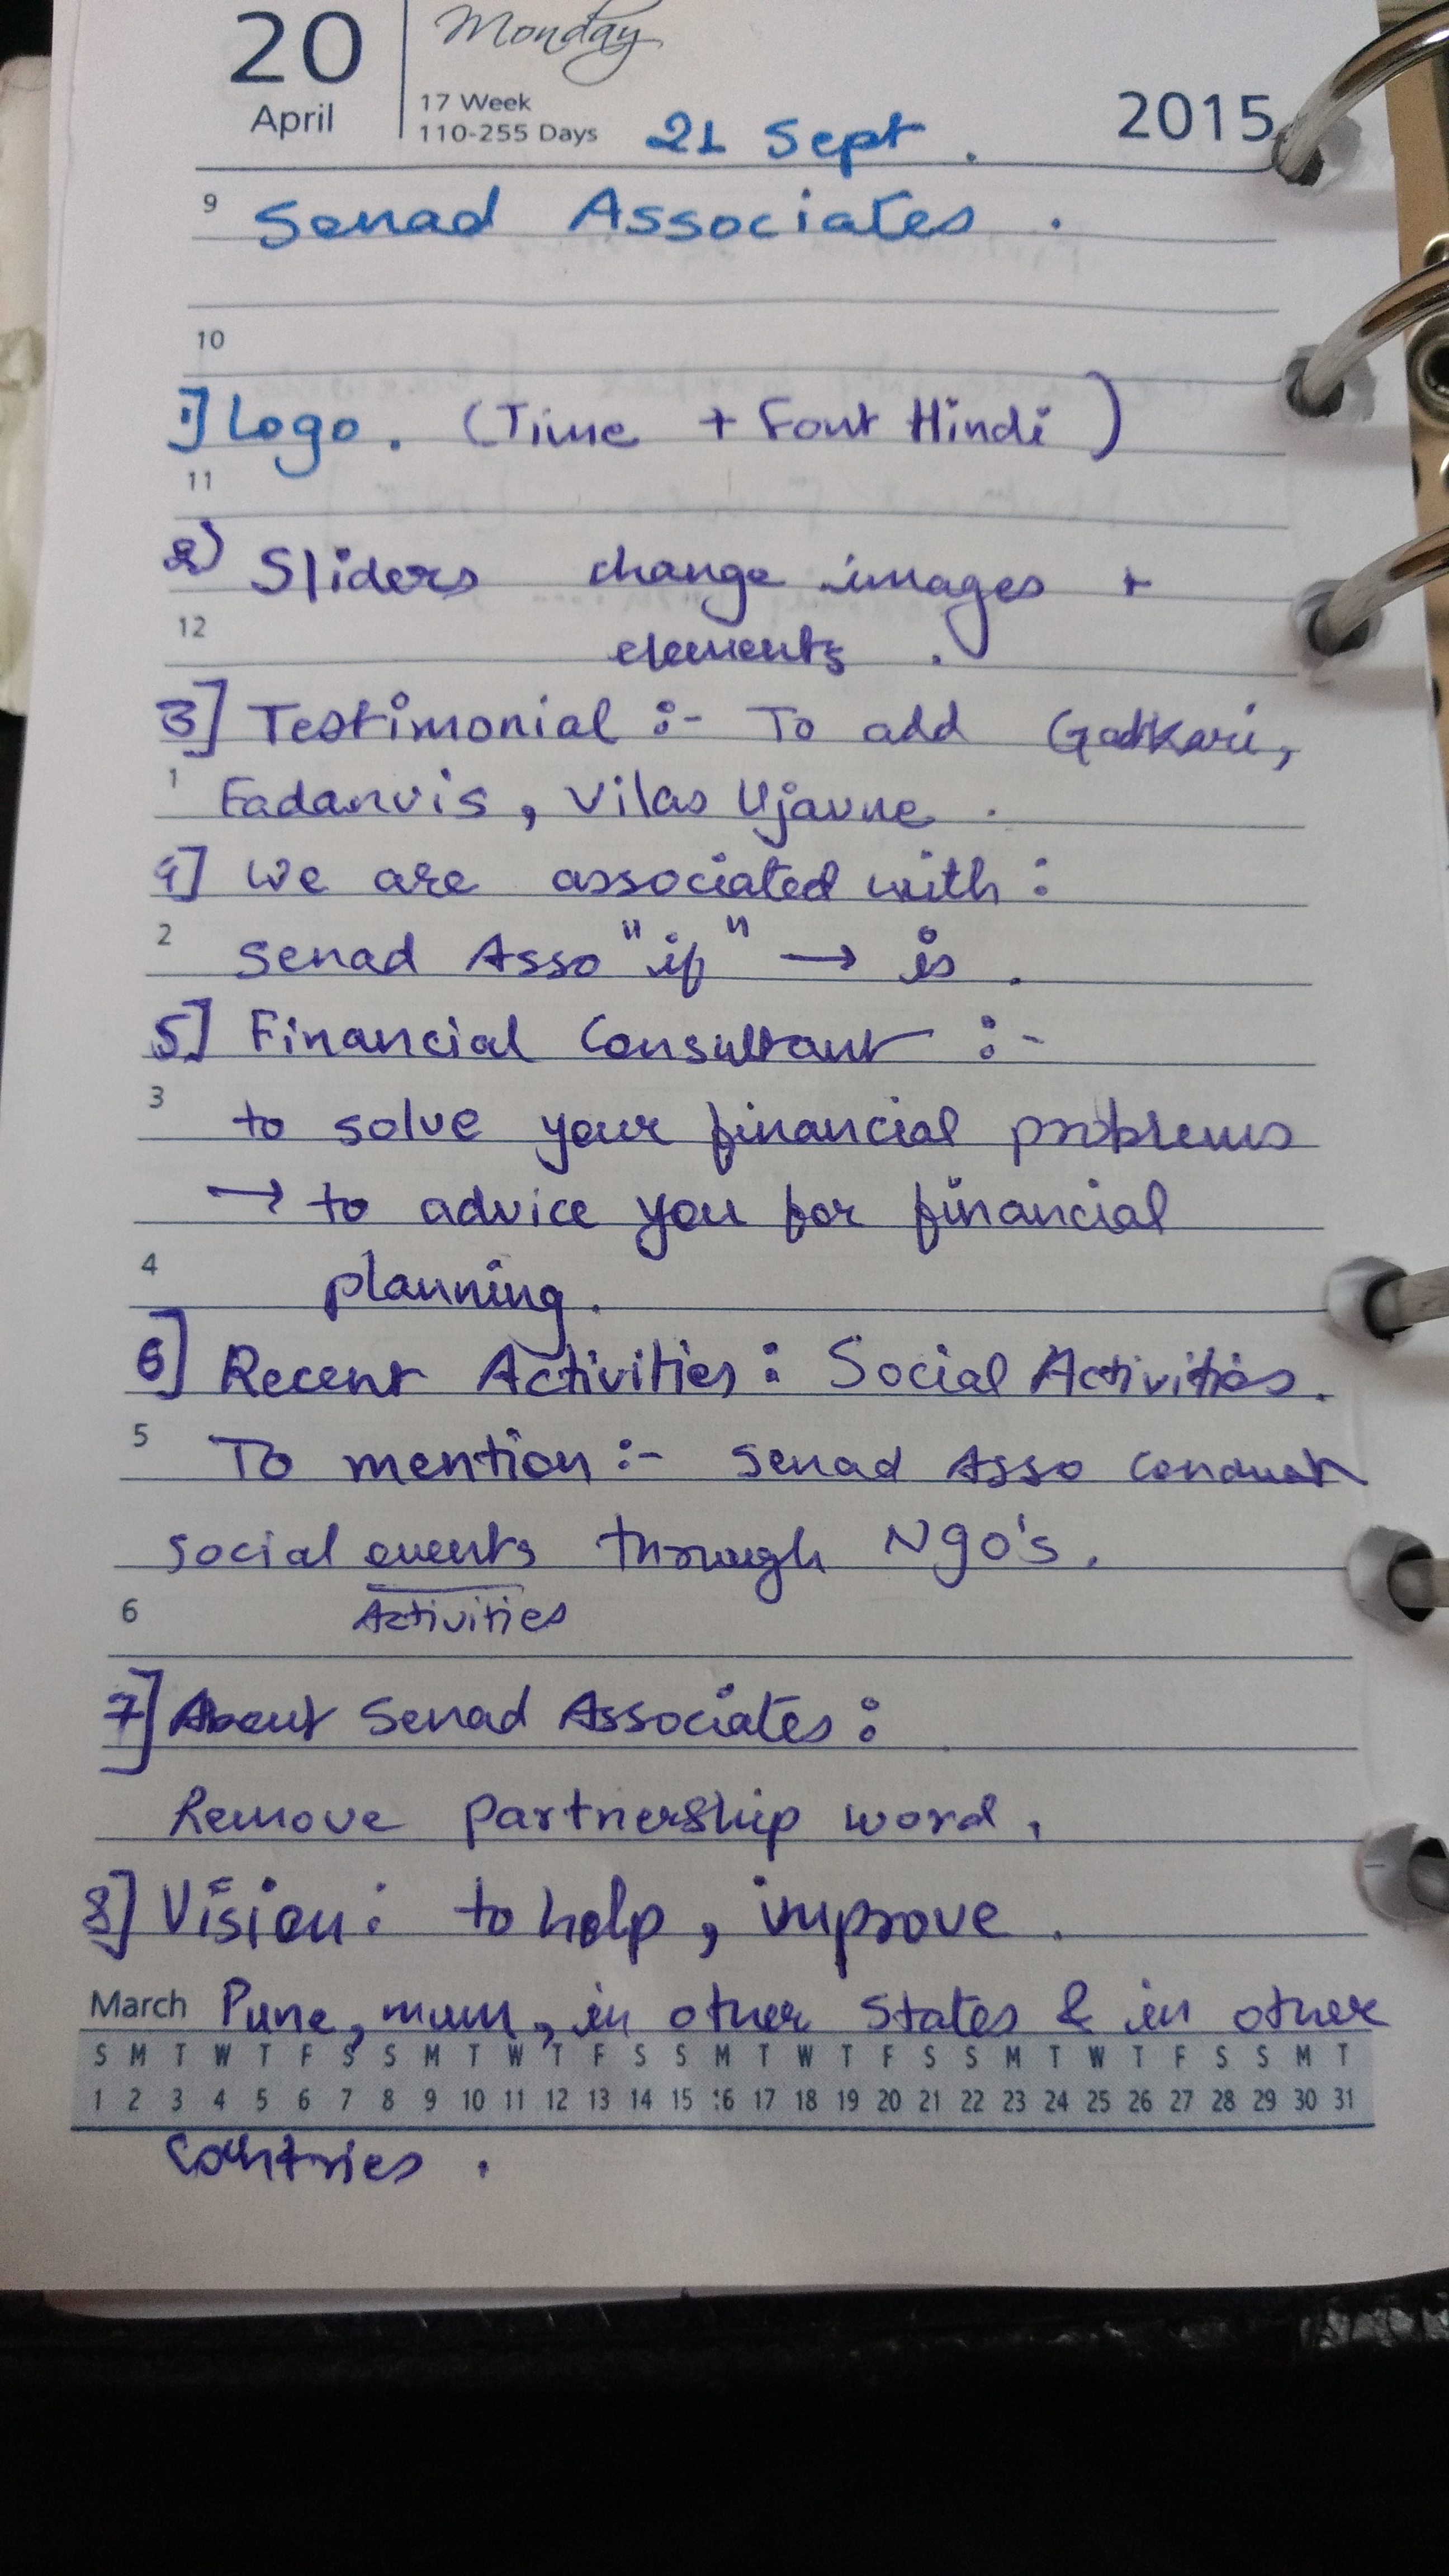 20 Monday
April 17 Week
110-255 Days 21 Sept. 2015
9 Senad Associates.
10
1] Logo. (Time + Font Hindi)
11
2) Sliders change images +
12 elements.
3] Testimonial :- To add Gadkari,
1 Fadanvis, Vilas Ujavne.
4] We are associated with:
2 Senad Asso "if" → is.
5] Financial Consultant :-
3 to solve your financial problems
→ to advice you for financial
4 planning.
6] Recent Activities: Social Activities.
5 To mention :- Senad Asso conduct
social events through Ngo's.
6 Activities
7] About Senad Associates:
Remove partnership word.
8] Vision: to help, improve.
March Pune, mum, in other States & in other
S M T W T F S S M T W T F S S M T W T F S S M T W T F S S M T
1 2 3 4 5 6 7 8 9 10 11 12 13 14 15 16 17 18 19 20 21 22 23 24 25 26 27 28 29 30 31
Countries.